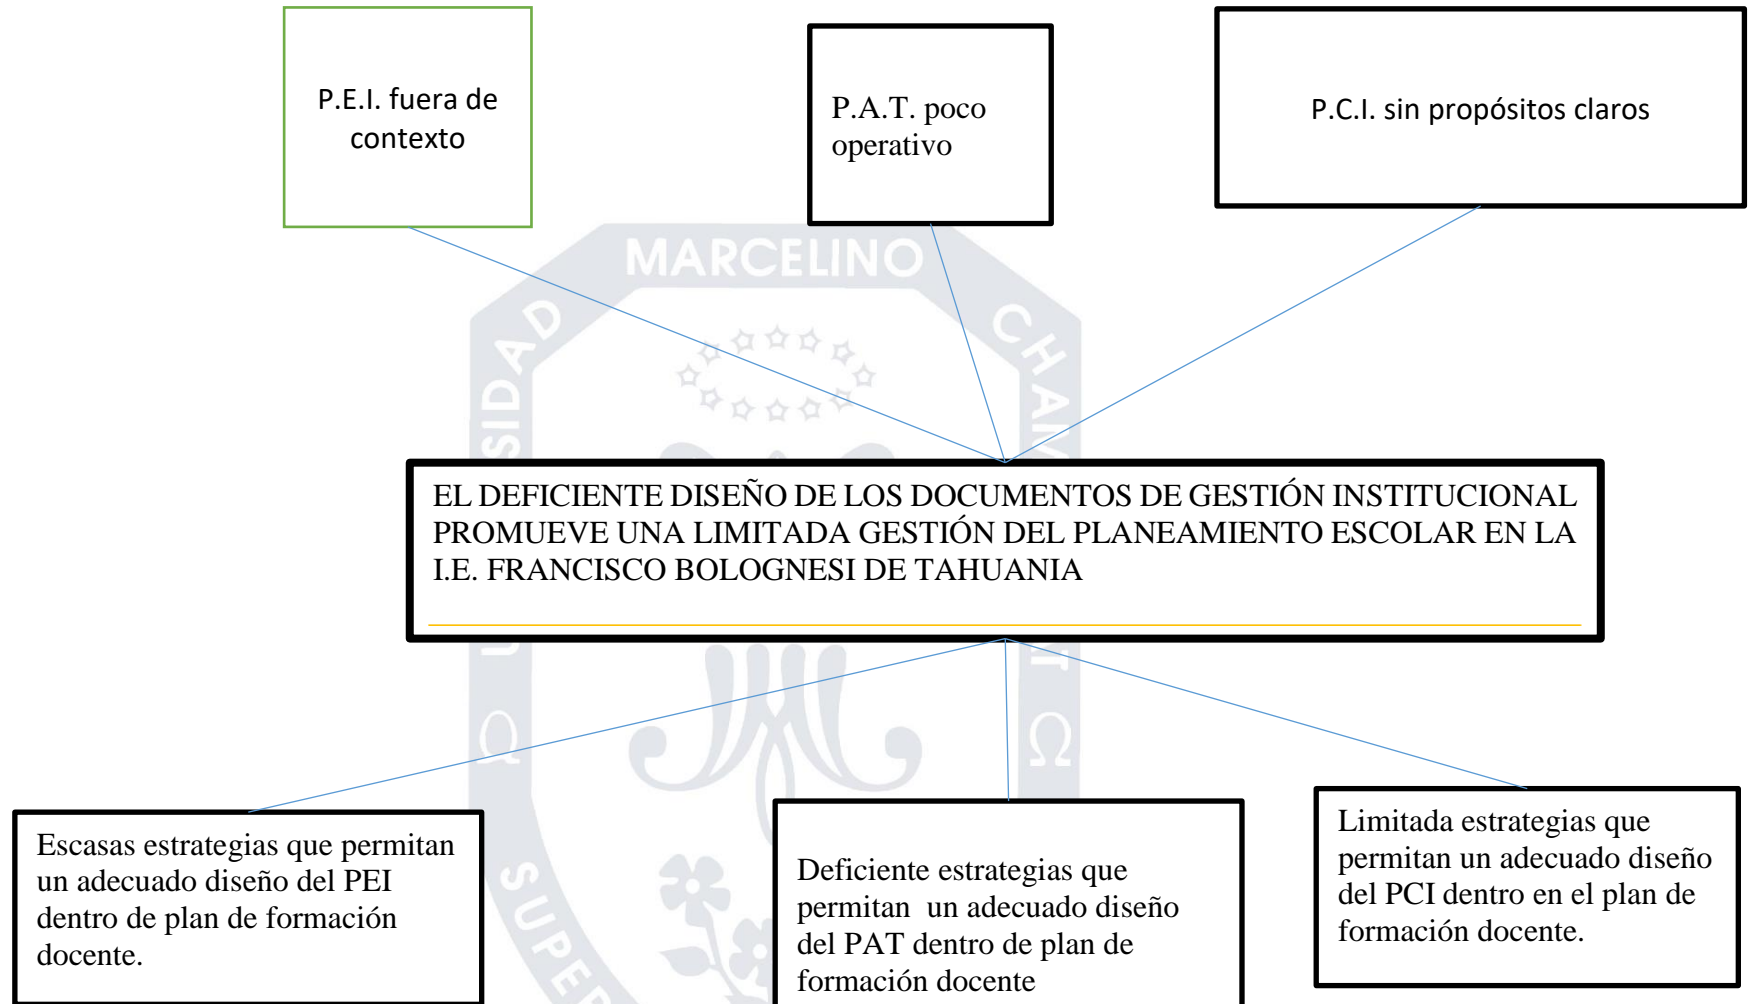 P.E.I. fuera de
contexto
P.A.T. poco
operativo
P.C.I. sin propósitos claros
MARCELINO
EL DEFICIENTE DISEÑO DE LOS DOCUMENTOS DE GESTIÓN INSTITUCIONAL
PROMUEVE UNA LIMITADA GESTIÓN DEL PLANEAMIENTO ESCOLAR EN LA
I.E. FRANCISCO BOLOGNESI DE TAHUANIA
Escasas estrategias que permitan
un adecuado diseño del PEI
dentro de plan de formación
docente.
Deficiente estrategias que
permitan un adecuado diseño
del PAT dentro de plan de
formación docente
Limitada estrategias que
permitan un adecuado diseño
del PCI dentro en el plan de
formación docente.